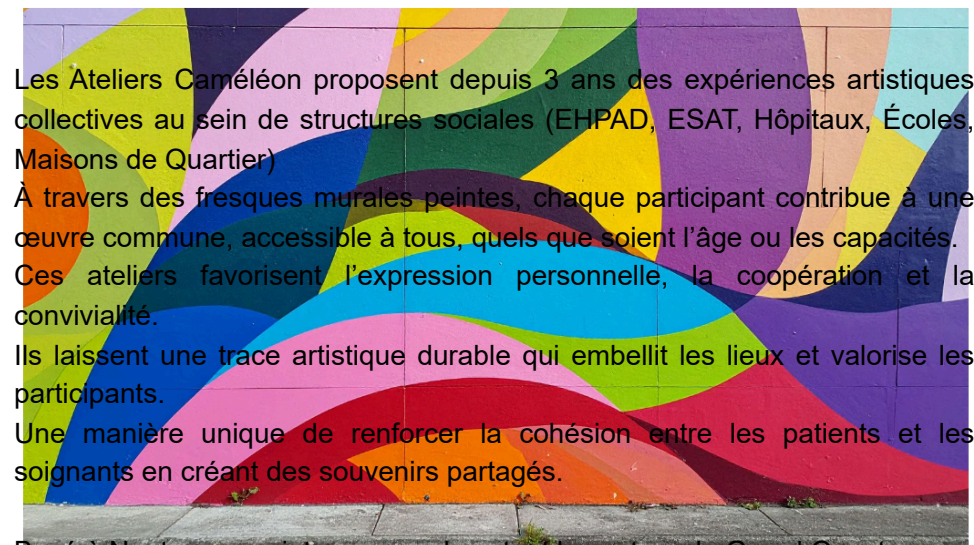 Les Ateliers Caméléon proposent depuis 3 ans des expériences artistiques
collectives au sein de structures sociales (EHPAD, ESAT, Hôpitaux, Écoles,
Maisons de Quartier)
À travers des fresques murales peintes, chaque participant contribue à une
œuvre commune, accessible à tous, quels que soient l’âge ou les capacités.
Ces ateliers favorisent l’expression personnelle, la coopération et la
convivialité.
Ils laissent une trace artistique durable qui embellit les lieux et valorise les
participants.
Une manière unique de renforcer la cohésion entre les patients et les
soignants en créant des souvenirs partagés.